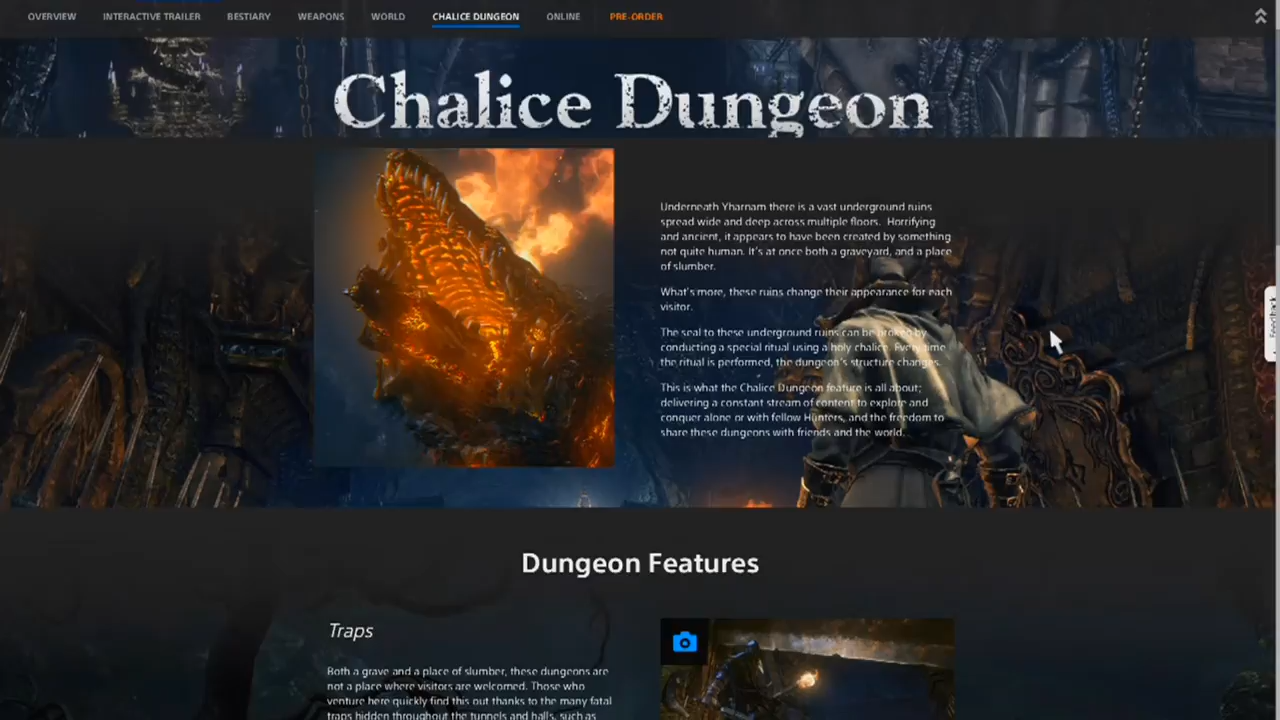 OVERVIEW INTERACTIVE TRAILER BESTIARY WEAPONS WORLD CHALICE DUNGEON ONLINE PRE-ORDER
Chalice Dungeon
Underneath Yharnam there is a vast underground ruins
spread wide and deep across multiple floors. Horrifying
and ancient, it appears to have been created by something
not quite human. It's at once both a graveyard, and a place
of slumber.
What's more, these ruins change their appearance for each
visitor.
The seal to these underground ruins can be broken by
conducting a special ritual using a holy chalice. Every time
the ritual is performed, the dungeon's structure changes.
This is what the Chalice Dungeon feature is all about;
delivering a constant stream of content to explore and
conquer alone or with fellow Hunters, and the freedom to
share these dungeons with friends and the world.
Feedback
Dungeon Features
Traps
Both a grave and a place of slumber, these dungeons are
not a place where visitors are welcomed. Those who
venture here quickly find this out thanks to the many fatal
traps hidden throughout the tunnels and halls, such as